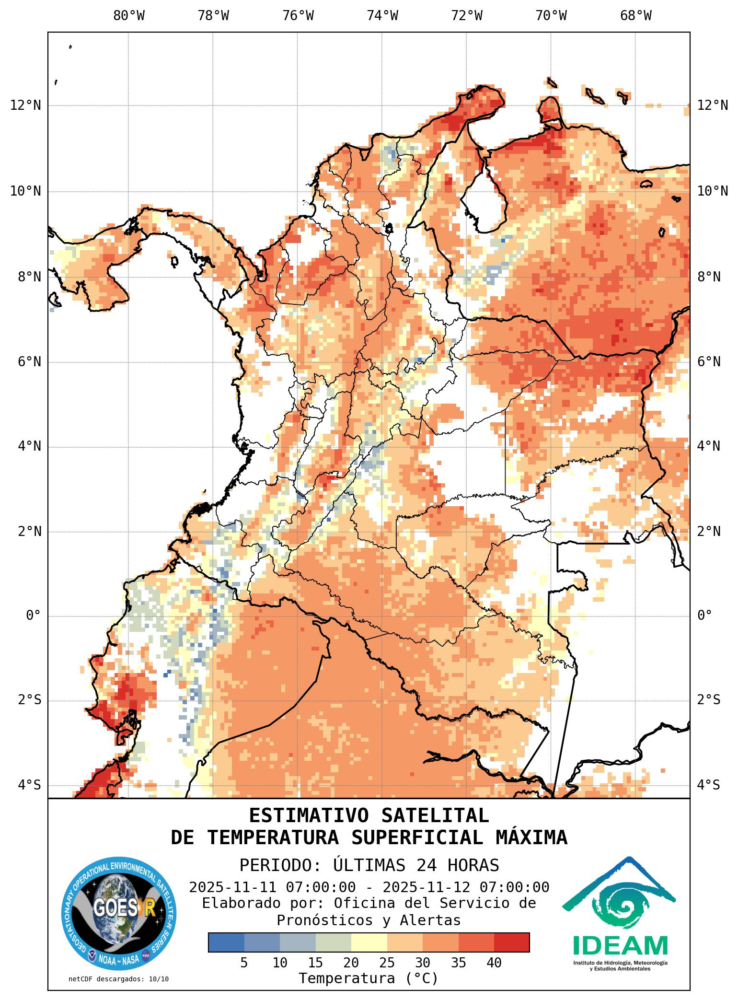 80°W 78°W 76°W 74°W 72°W 70°W 68°W
12°N 12°N
10°N 10°N
8°N 8°N
6°N 6°N
4°N 4°N
2°N 2°N
0° 0°
2°S 2°S
4°S 4°S
ESTIMATIVO SATELITAL
DE TEMPERATURA SUPERFICIAL MÁXIMA
PERIODO: ÚLTIMAS 24 HORAS
2025-11-11 07:00:00 - 2025-11-12 07:00:00
Elaborado por: Oficina del Servicio de
Pronósticos y Alertas
5 10 15 20 25 30 35 40
Temperatura (°C)
GEOSTATIONARY OPERATIONAL ENVIRONMENTAL SATELLITE-R SERIES
GOES R
NOAA ~ NASA
NASA
netCDF descargados: 10/10
IDEAM
Instituto de Hidrología, Meteorología
y Estudios Ambientales